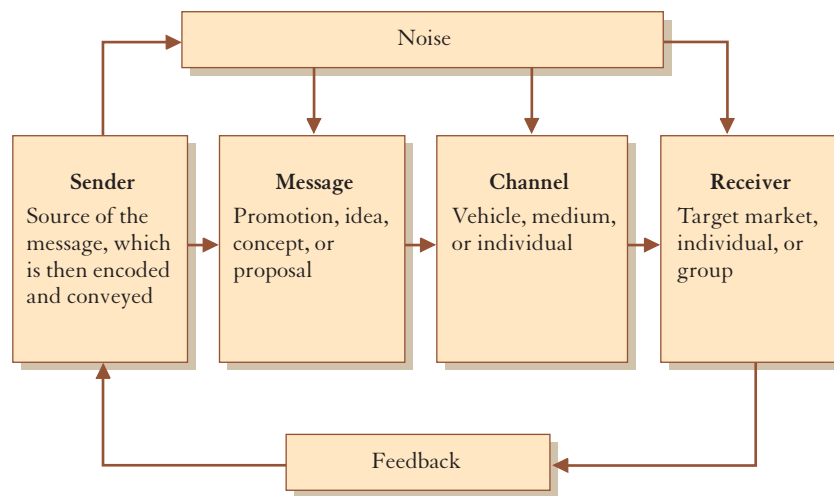 Noise
Sender
Source of the
message, which
is then encoded
and conveyed
Message
Promotion, idea,
concept, or
proposal
Channel
Vehicle, medium,
or individual
Receiver
Target market,
individual, or
group
Feedback